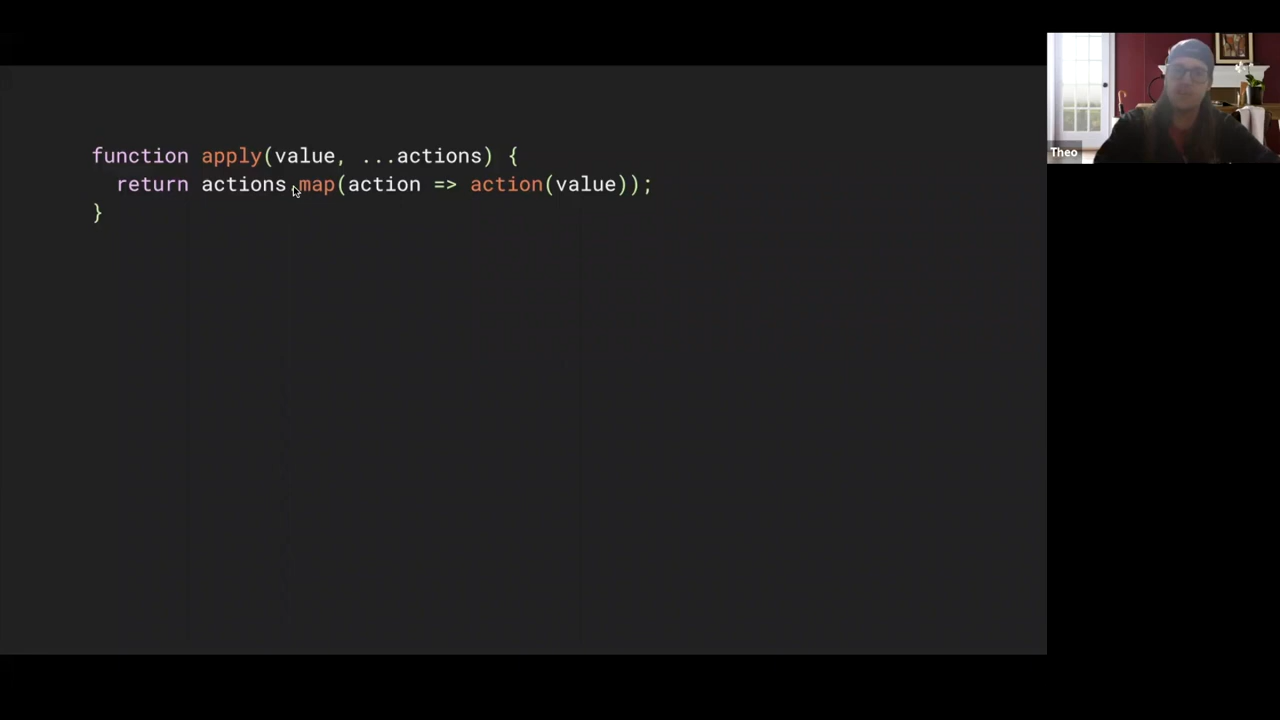 function apply(value, ...actions) {
  return actions.map(action => action(value));
}
Theo